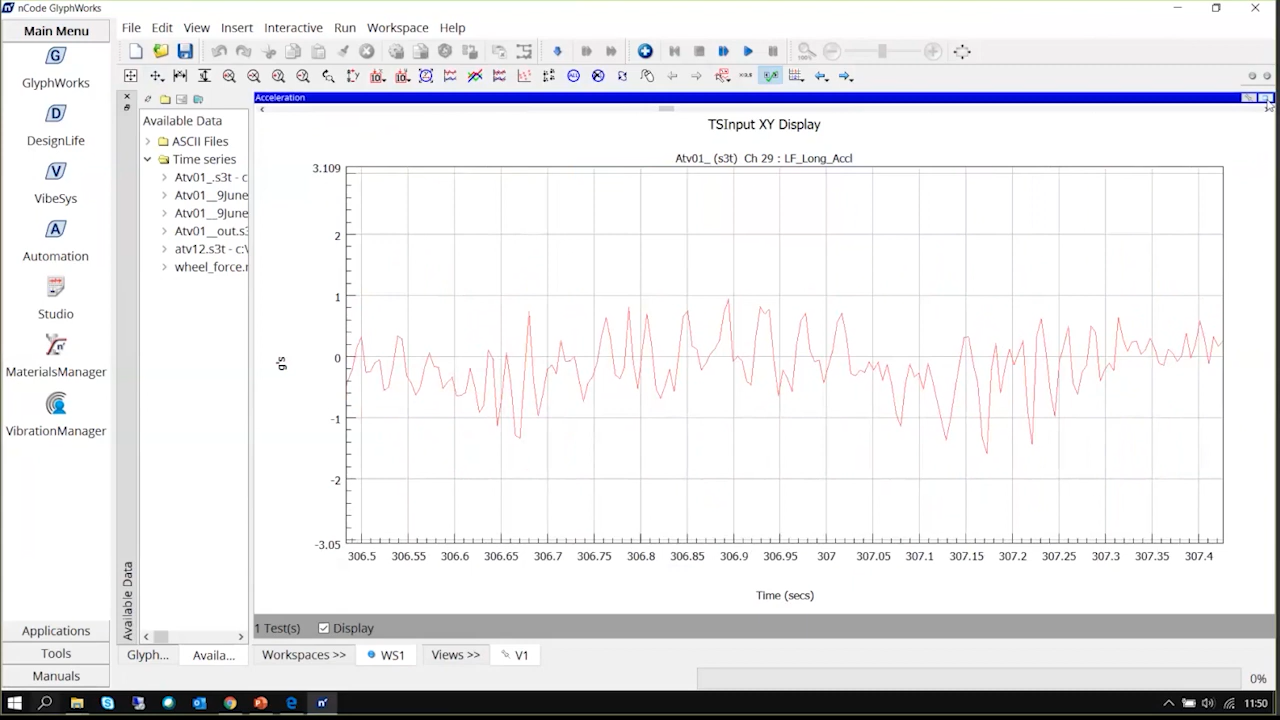 nCode GlyphWorks
Main Menu
GlyphWorks
DesignLife
VibeSys
Automation
Studio
MaterialsManager
VibrationManager
Applications
Tools
Manuals
File Edit View Insert Interactive Run Workspace Help
Available Data
Available Data
ASCII Files
Time series
Atv01_.s3t - c
Atv01__9June
Atv01__9June
Atv01__out.s3
atv12.s3t - c:\
wheel_force.r
Glyph... Availa...
Acceleration
TSInput XY Display
Atv01_ (s3t) Ch 29 : LF_Long_Accl
3.109
2
1
0
-1
-2
-3.05
g's
306.5 306.55 306.6 306.65 306.7 306.75 306.8 306.85 306.9 306.95 307 307.05 307.1 307.15 307.2 307.25 307.3 307.35 307.4
Time (secs)
1 Test(s) Display
Workspaces >> WS1 Views >> V1
0%
11:50